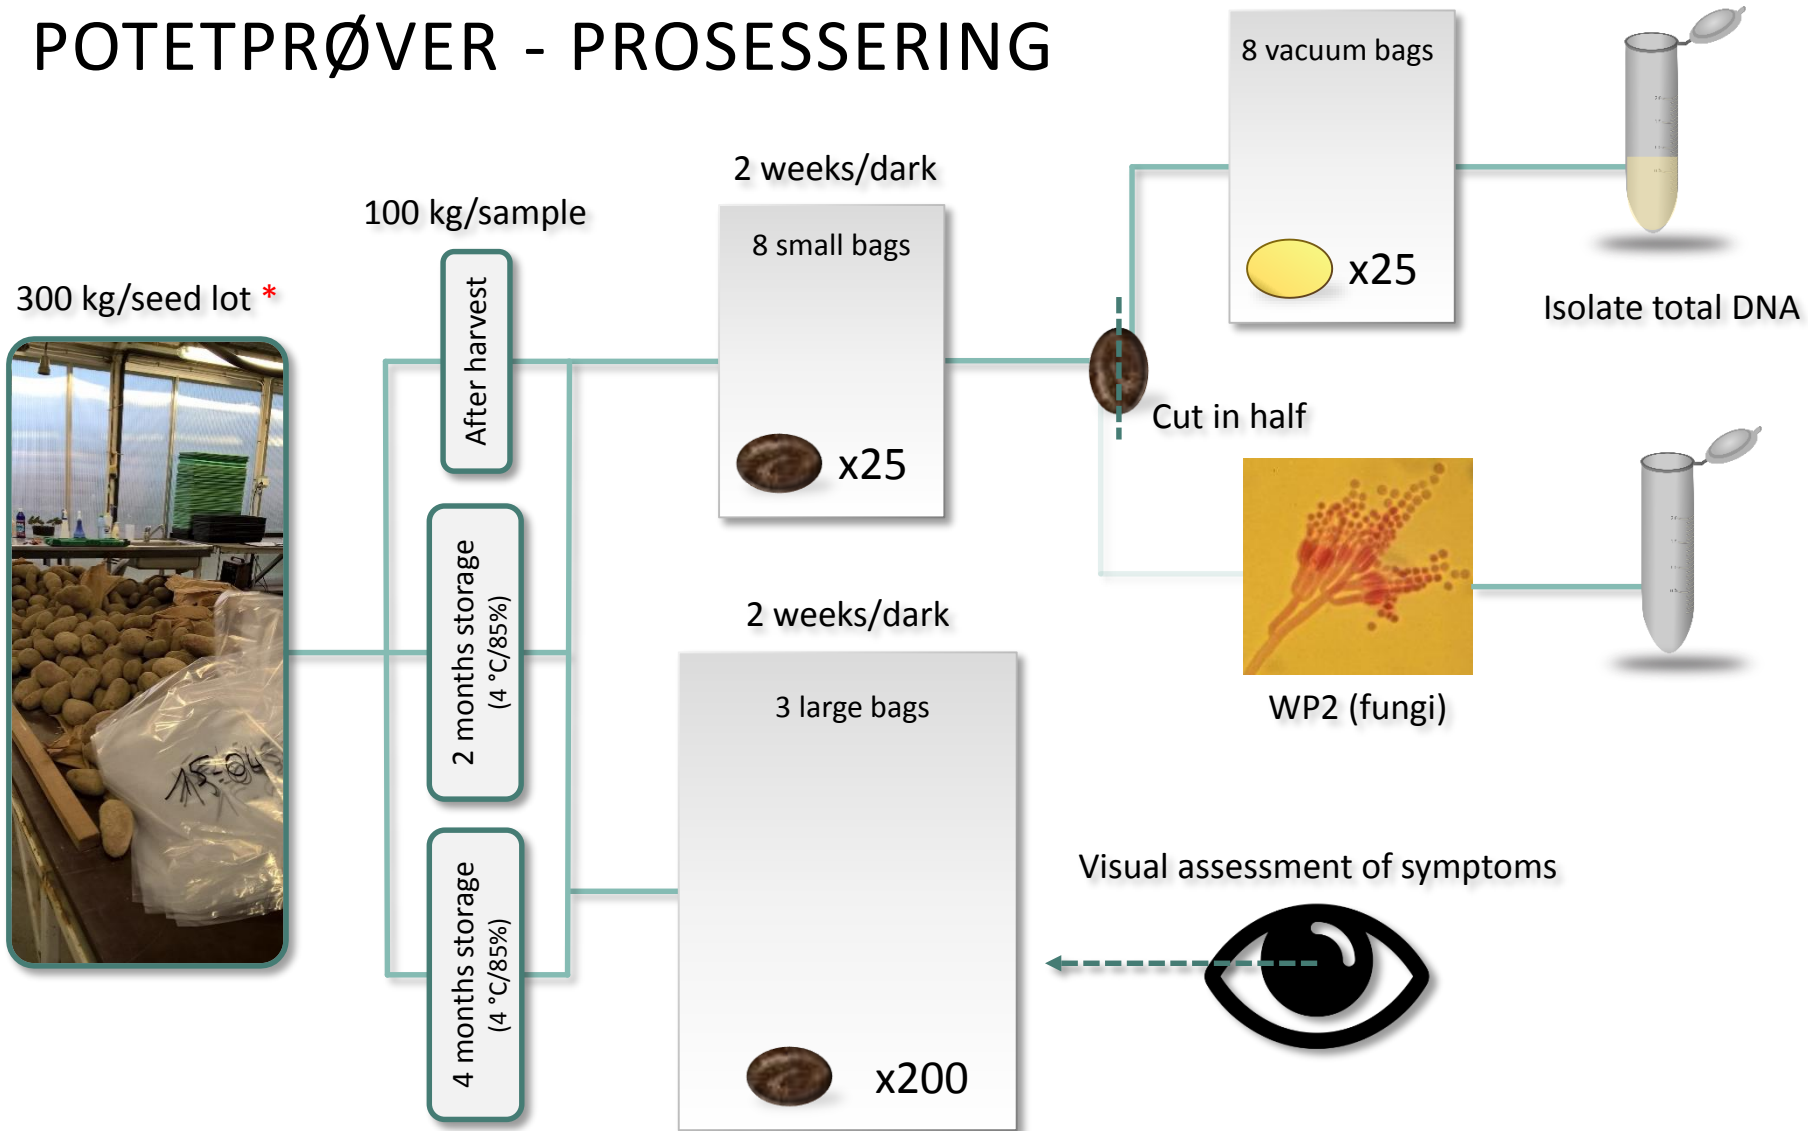 POTETPRØVER - PROSESSERING
300 kg/seed lot *
15-04
100 kg/sample
After harvest
2 months storage
(4 °C/85%)
4 months storage
(4 °C/85%)
2 weeks/dark
8 small bags
x25
2 weeks/dark
3 large bags
x200
Cut in half
8 vacuum bags
x25
Isolate total DNA
WP2 (fungi)
Visual assessment of symptoms